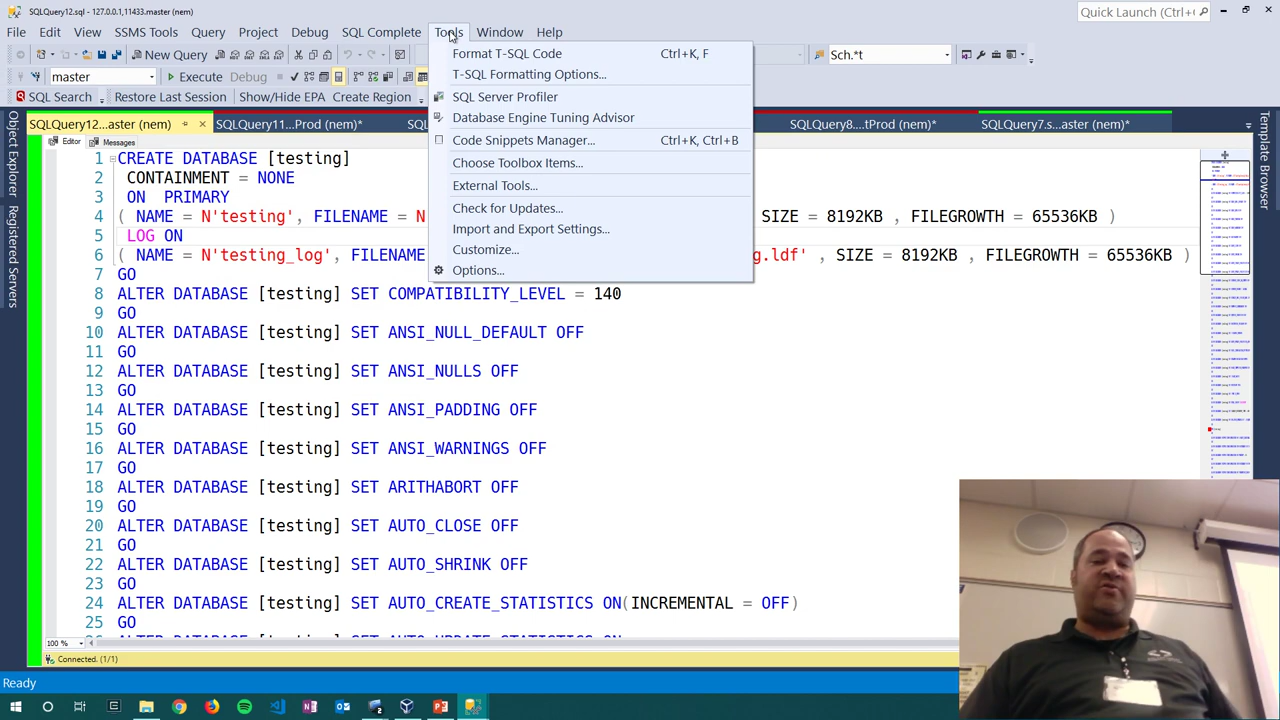 SQLQuery12.sql - 127.0.0.1,11433.master (nem)
Quick Launch (Ctrl+
File Edit View SSMS Tools Query Project Debug SQL Complete Tools Window Help
New Query
Sch.*t
master Execute Debug
SQL Search Restore Last Session Show/Hide EPA Create Region
Format T-SQL Code Ctrl+K, F
T-SQL Formatting Options...
SQL Server Profiler
Database Engine Tuning Advisor
Code Snippets Manager... Ctrl+K, Ctrl+B
Choose Toolbox Items...
External Tools...
Check for Updates...
Import and Export Settings...
Customize...
Options...
SQLQuery12...aster (nem) SQLQuery11...Prod (nem)* SQL SQLQuery8...tProd (nem)* SQLQuery7.s...aster (nem)*
Editor Messages
Object Explorer
Registered Servers
Template Browser
1 CREATE DATABASE [testing]
2 CONTAINMENT = NONE
3 ON PRIMARY
4 ( NAME = N'testing', FILENAME = N SIZE = 8192KB , FILEGROWTH = 65536KB )
5 LOG ON
6 ( NAME = N'testing_log FILENAME g.ldf , SIZE = 8192KB , FILEGROWTH = 65536KB )
7 GO
8 ALTER DATABASE [testing] SET COMPATIBILITY_LEVEL = 140
9 GO
10 ALTER DATABASE [testing] SET ANSI_NULL_DEFAULT OFF
11 GO
12 ALTER DATABASE [testing] SET ANSI_NULLS OFF
13 GO
14 ALTER DATABASE [testing] SET ANSI_PADDING OFF
15 GO
16 ALTER DATABASE [testing] SET ANSI_WARNINGS OFF
17 GO
18 ALTER DATABASE [testing] SET ARITHABORT OFF
19 GO
20 ALTER DATABASE [testing] SET AUTO_CLOSE OFF
21 GO
22 ALTER DATABASE [testing] SET AUTO_SHRINK OFF
23 GO
24 ALTER DATABASE [testing] SET AUTO_CREATE_STATISTICS ON(INCREMENTAL = OFF)
25 GO
26 ALTER DATABASE [testing] SET AUTO_UPDATE_STATISTICS ON
100 %
Connected. (1/1)
Ready